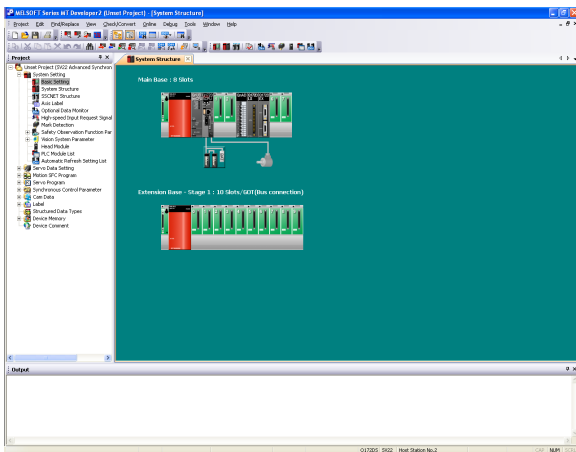 MELSOFT Series MT Developer2 (Unset Project) - [System Structure]
Project Edit Find/Replace View Check/Convert Online Debug Tools Window Help
Project
System Structure
Unset Project (SV22 Advanced Synchron
System Setting
Basic Setting
System Structure
SSCNET Structure
Axis Label
Optional Data Monitor
High-speed Input Request Signal
Mark Detection
Safety Observation Function Par
Vision System Parameter
Head Module
PLC Module List
Automatic Refresh Setting List
Servo Data Setting
Motion SFC Program
Servo Program
Synchronous Control Parameter
Cam Data
Label
Structured Data Types
Device Memory
Device Comment
Main Base : 8 Slots
Extension Base - Stage 1 : 10 Slots/GOT(Bus connection)
Output
Q172DS SV22 Host Station No.2 CAP NUM